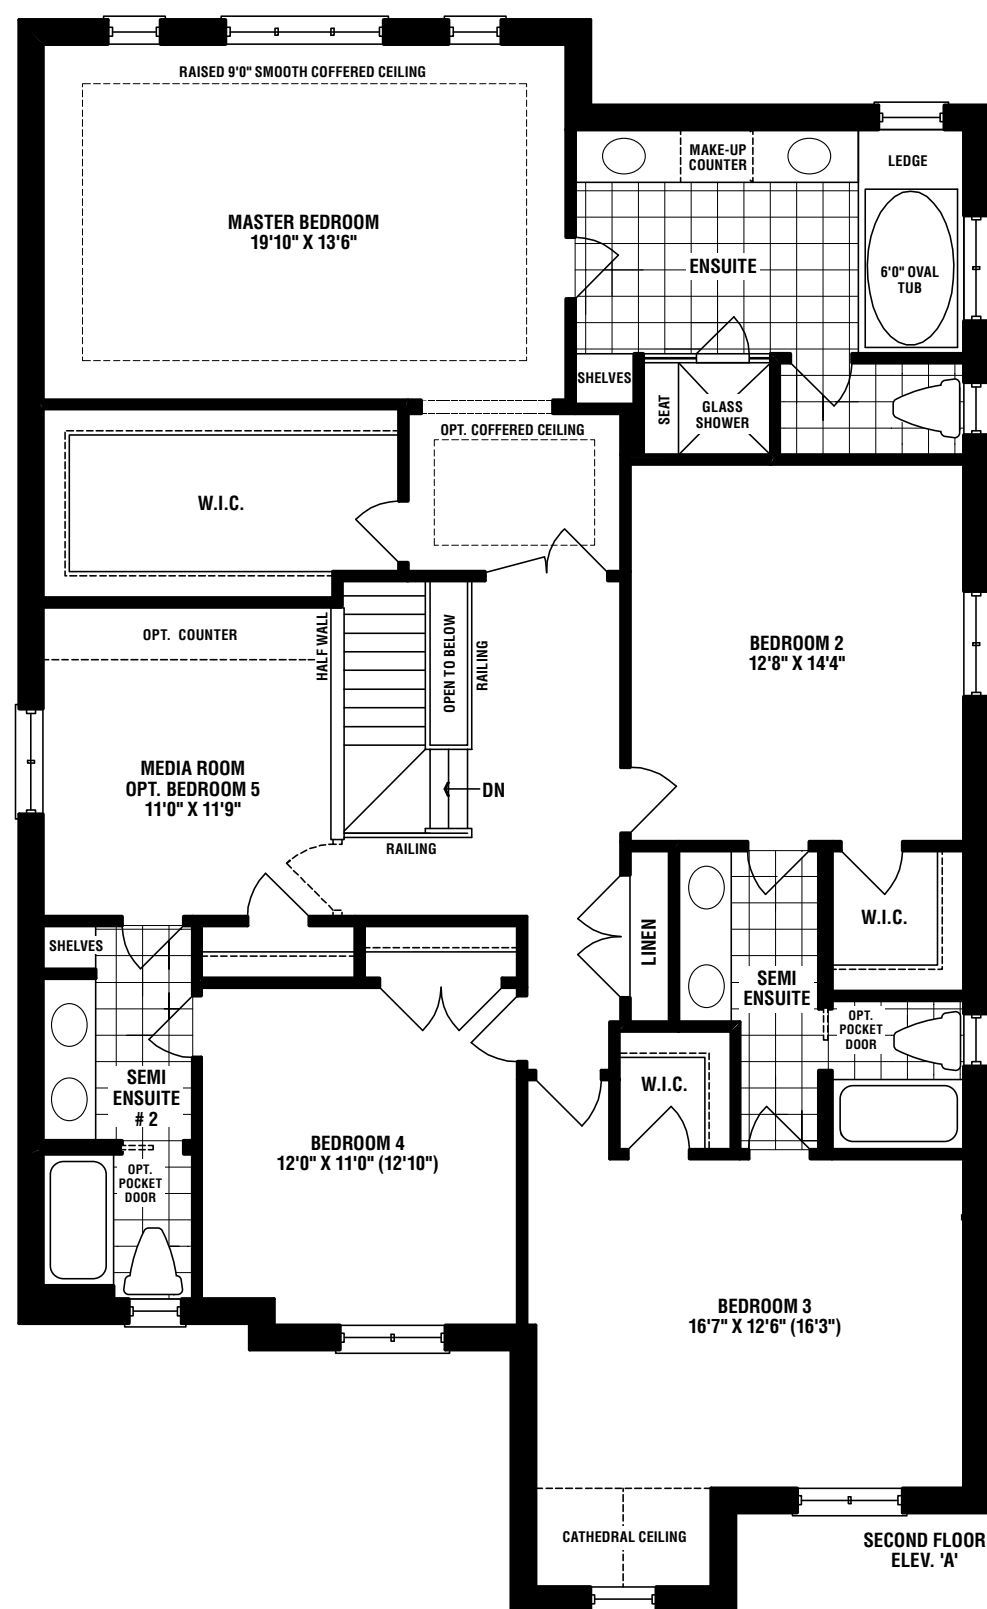 RAISED 9'0" SMOOTH COFFERED CEILING
MASTER BEDROOM
19'10" X 13'6"
MAKE-UP
COUNTER
LEDGE
ENSUITE
6'0" OVAL
TUB
SHELVES
SEAT
GLASS
SHOWER
OPT. COFFERED CEILING
W.I.C.
OPT. COUNTER
HALF WALL
OPEN TO BELOW
RAILING
BEDROOM 2
12'8" X 14'4"
MEDIA ROOM
OPT. BEDROOM 5
11'0" X 11'9"
DN
RAILING
SHELVES
LINEN
W.I.C.
SEMI
ENSUITE
OPT.
POCKET
DOOR
W.I.C.
SEMI
ENSUITE
# 2
BEDROOM 4
12'0" X 11'0" (12'10")
OPT.
POCKET
DOOR
BEDROOM 3
16'7" X 12'6" (16'3")
CATHEDRAL CEILING
SECOND FLOOR
ELEV. 'A'